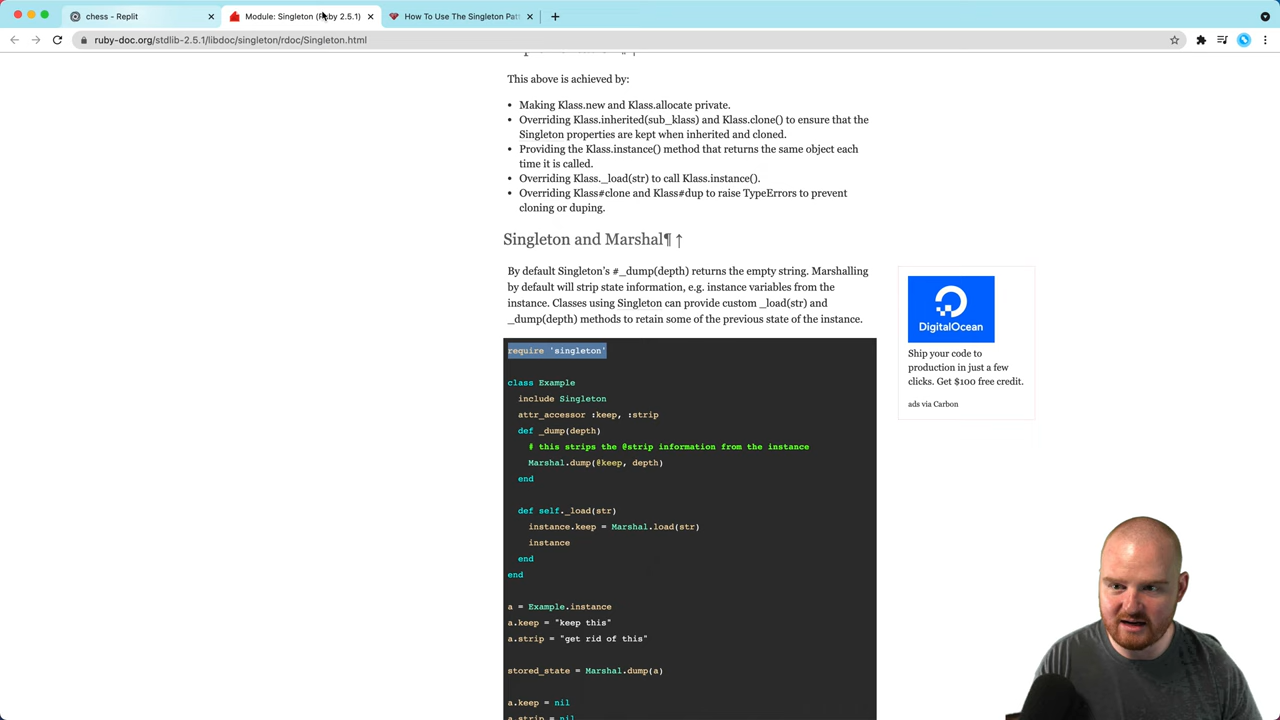 chess - Replit
Module: Singleton (Ruby 2.5.1)
How To Use The Singleton Pat
ruby-doc.org/stdlib-2.5.1/libdoc/singleton/rdoc/Singleton.html
This above is achieved by:
• Making Klass.new and Klass.allocate private.
• Overriding Klass.inherited(sub_klass) and Klass.clone() to ensure that the
Singleton properties are kept when inherited and cloned.
• Providing the Klass.instance() method that returns the same object each
time it is called.
• Overriding Klass._load(str) to call Klass.instance().
• Overriding Klass#clone and Klass#dup to raise TypeErrors to prevent
cloning or duping.
Singleton and Marshal¶ ↑
By default Singleton's #_dump(depth) returns the empty string. Marshalling
by default will strip state information, e.g. instance variables from the
instance. Classes using Singleton can provide custom _load(str) and
_dump(depth) methods to retain some of the previous state of the instance.
require 'singleton'
class Example
include Singleton
attr_accessor :keep, :strip
def _dump(depth)
# this strips the @strip information from the instance
Marshal.dump(@keep, depth)
end
def self._load(str)
instance.keep = Marshal.load(str)
instance
end
end
a = Example.instance
a.keep = "keep this"
a.strip = "get rid of this"
stored_state = Marshal.dump(a)
a.keep = nil
a.strip = nil
DigitalOcean
Ship your code to
production in just a few
clicks. Get $100 free credit.
ads via Carbon